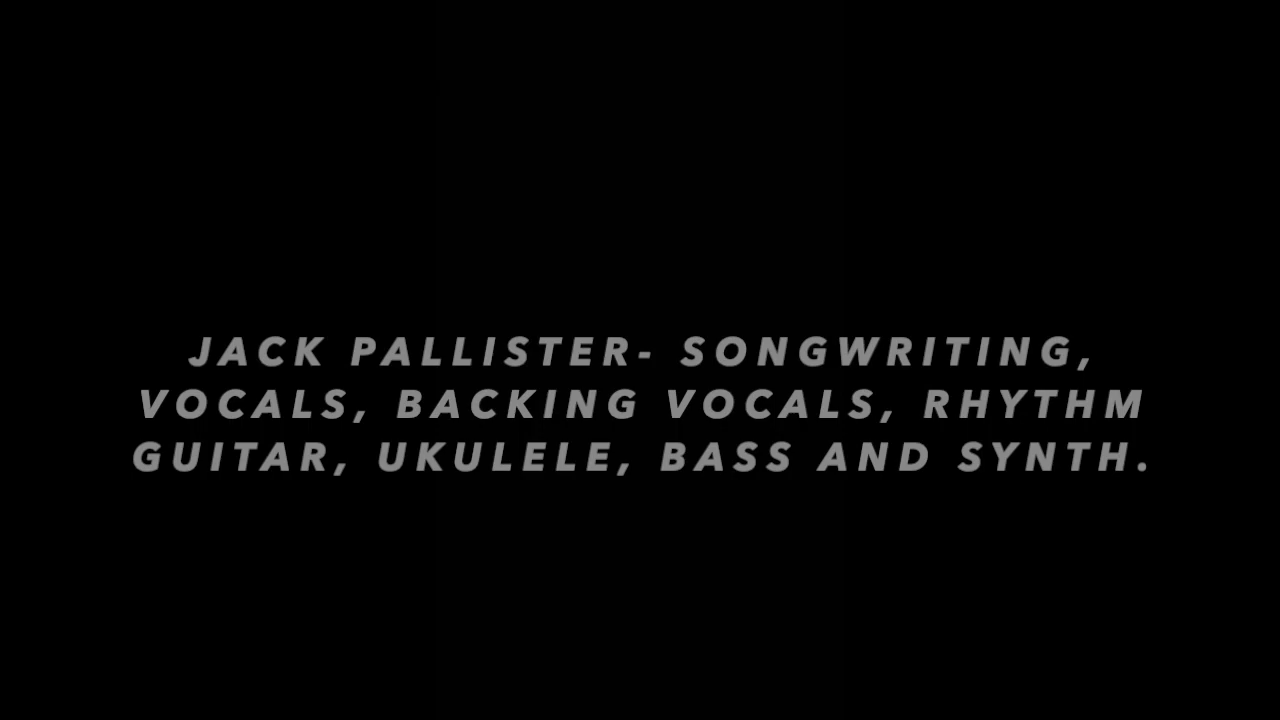 JACK PALLISTER- SONGWRITING,
VOCALS, BACKING VOCALS, RHYTHM
GUITAR, UKULELE, BASS AND SYNTH.